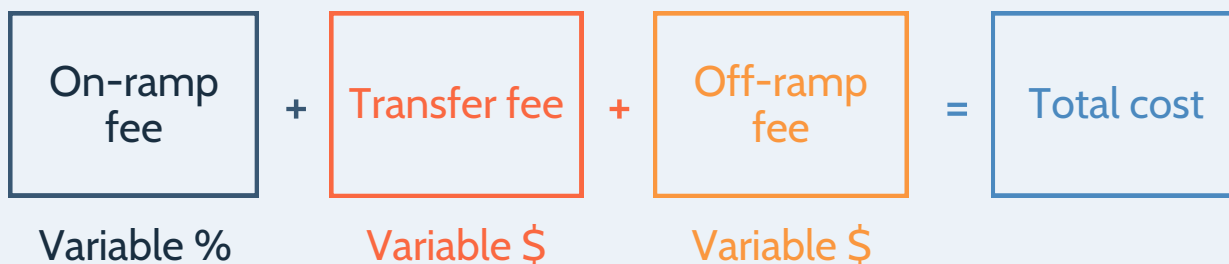 On-ramp
fee
+
Transfer fee
+
Off-ramp
fee
=
Total cost
Variable %
Variable $
Variable $